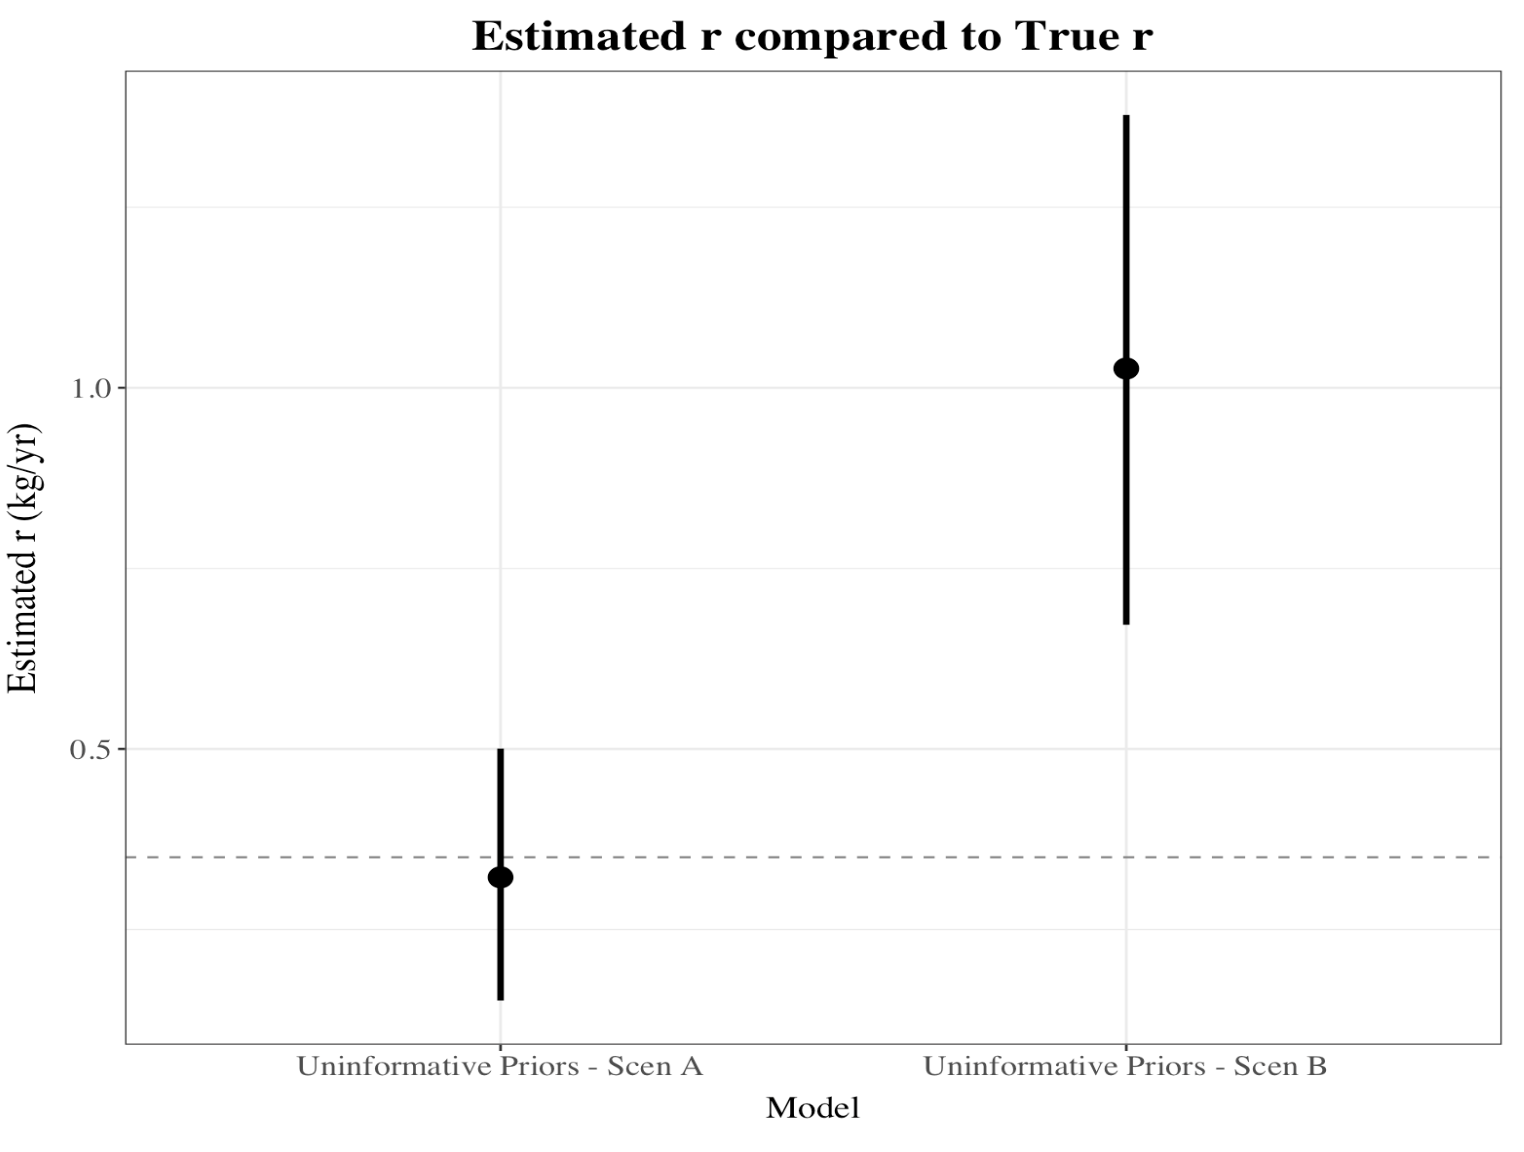 Estimated r compared to True r
Estimated r (kg/yr)
1.0
0.5
Uninformative Priors - Scen A
Uninformative Priors - Scen B
Model